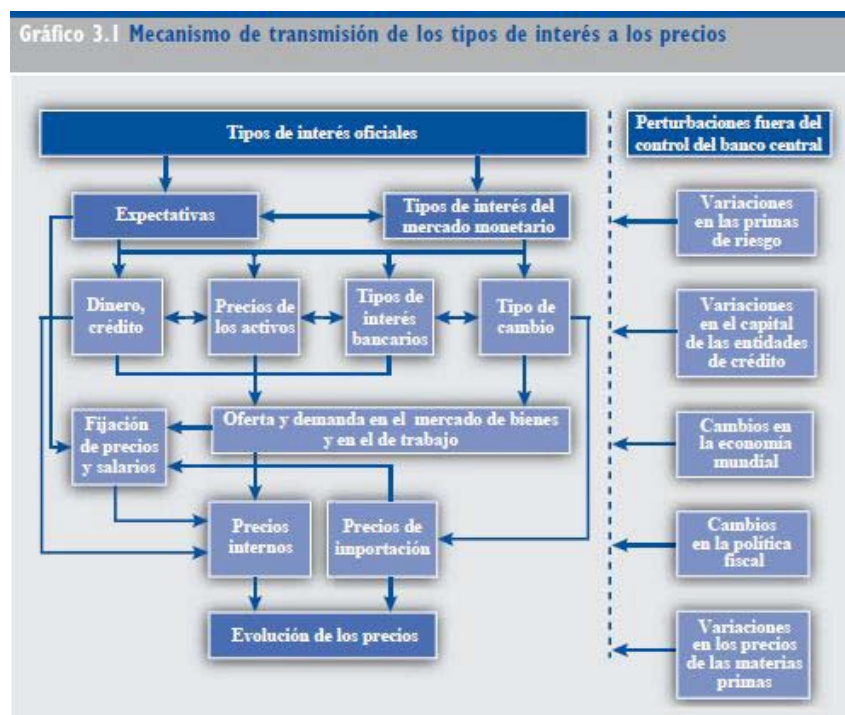 Gráfico 3.1 Mecanismo de transmisión de los tipos de interés a los precios
Tipos de interés oficiales
Perturbaciones fuera del
control del banco central
Expectativas
Tipos de interés del
mercado monetario
Variaciones
en las primas
de riesgo
Dinero,
crédito
Precios de
los activos
Tipos de
interés
bancarios
Tipo de
cambio
Variaciones
en el capital
de las entidades
de crédito
Fijación
de precios
y salarios
Oferta y demanda en el mercado de bienes
y en el de trabajo
Cambios en
la economía
mundial
Precios
internos
Precios de
importación
Cambios
en la política
fiscal
Evolución de los precios
Variaciones
en los precios
de las materias
primas